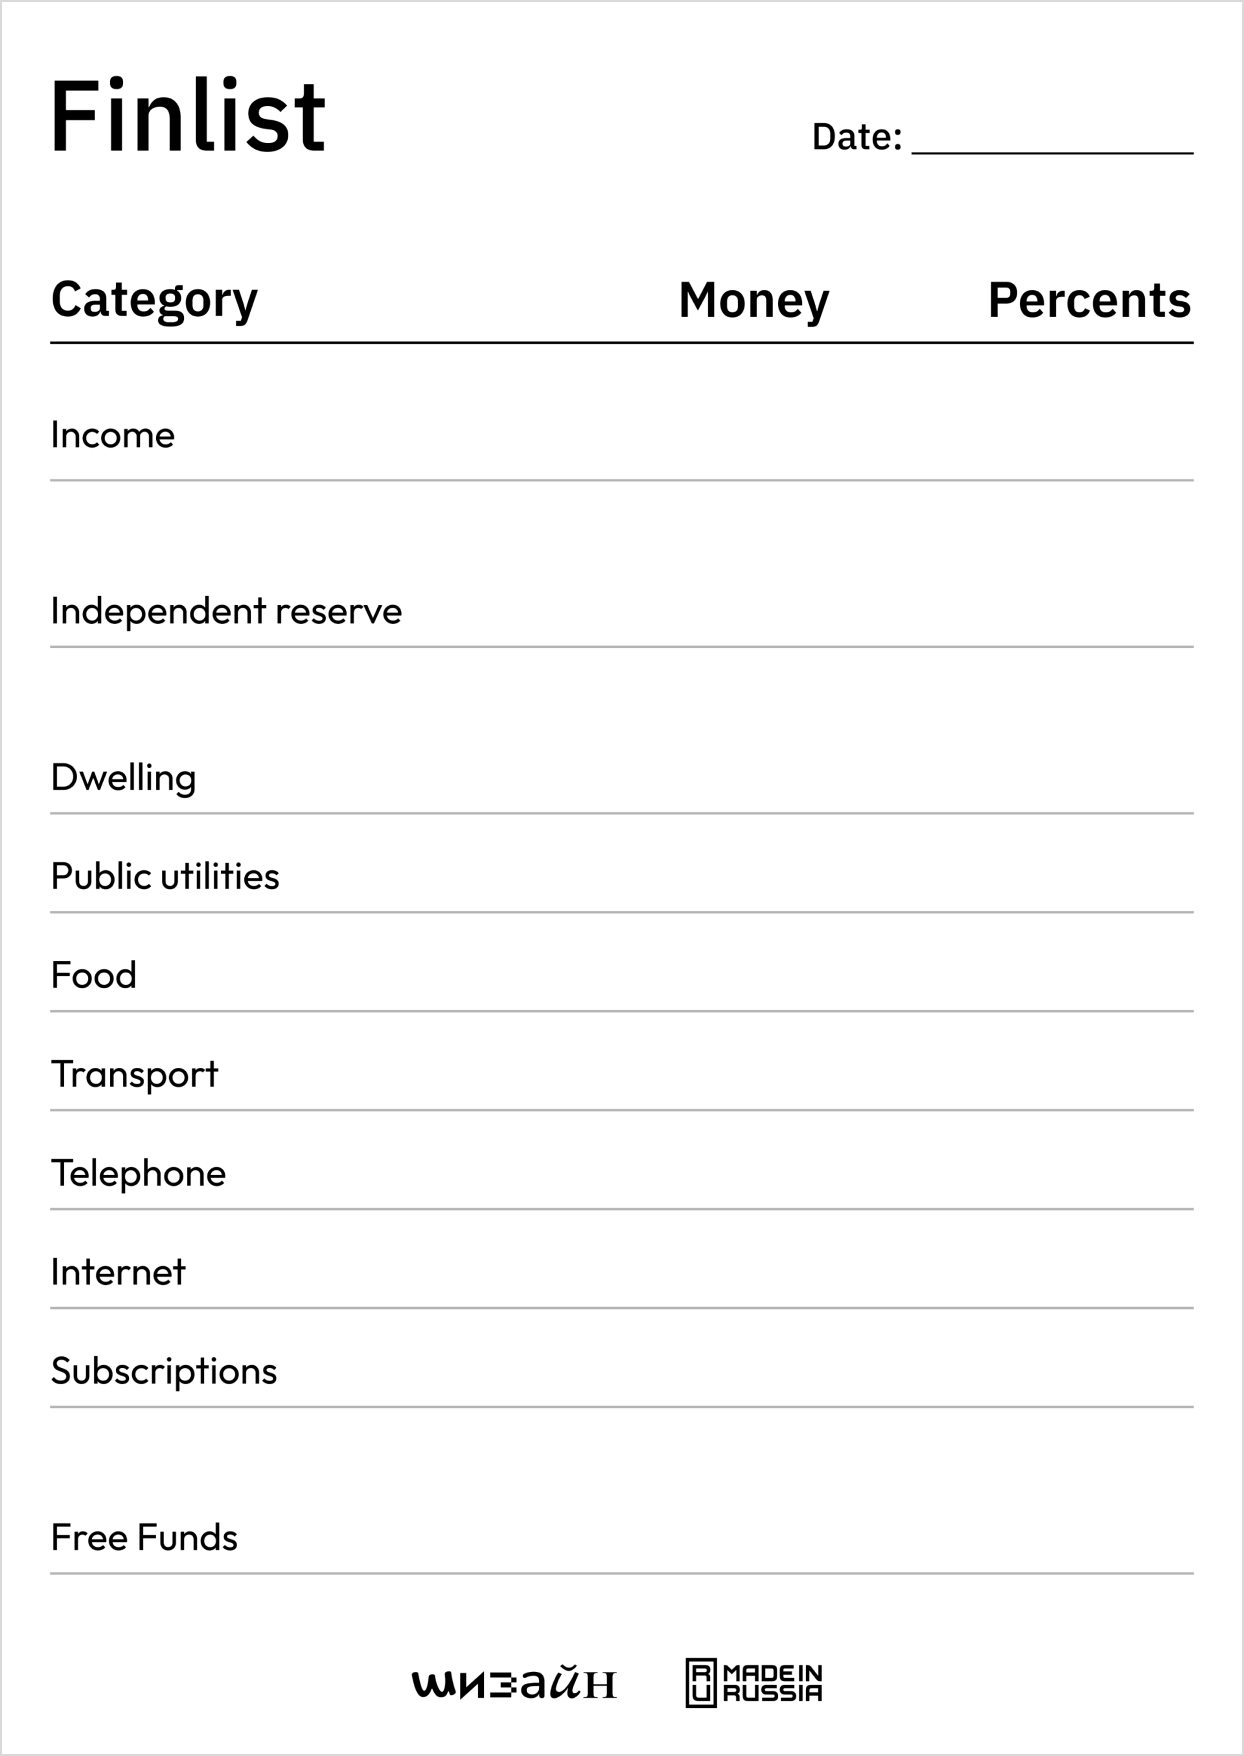 Finlist
Date:
Category Money Percents
Income
Independent reserve
Dwelling
Public utilities
Food
Transport
Telephone
Internet
Subscriptions
Free Funds
шизайн
RU MADE IN
RUSSIA